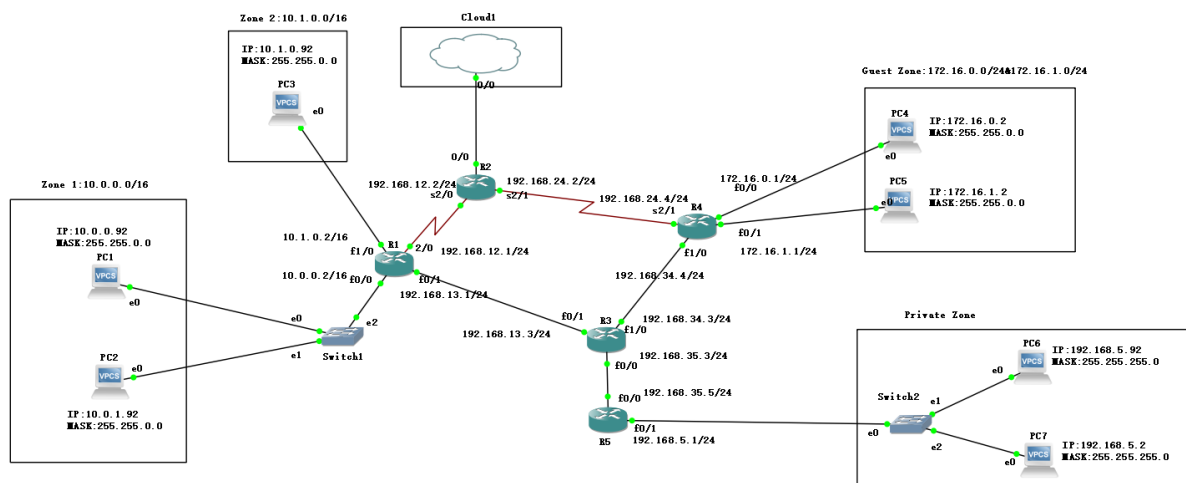 Zone 2:10.1.0.0/16
IP:10.1.0.92
MASK:255.255.0.0
PC3
VPCS
e0
Cloud1
0/0
Guest Zone:172.16.0.0/24&172.16.1.0/24
PC4
VPCS
IP:172.16.0.2
MASK:255.255.0.0
e0
PC5
VPCS
IP:172.16.1.2
MASK:255.255.0.0
e0
0/0
R2
192.168.12.2/24
s2/0
192.168.24.2/24
s2/1
192.168.24.4/24
s2/1
R4
172.16.0.1/24
f0/0
f0/1
172.16.1.1/24
f1/0
192.168.34.4/24
Zone 1:10.0.0.0/16
IP:10.0.0.92
MASK:255.255.0.0
PC1
VPCS
e0
PC2
VPCS
e0
IP:10.0.1.92
MASK:255.255.0.0
10.1.0.2/16
f1/0
R1
2/0
192.168.12.1/24
10.0.0.2/16
f0/0
f0/1
192.168.13.1/24
e0
e1
e2
Switch1
f0/1
192.168.13.3/24
R3
f1/0
192.168.34.3/24
192.168.35.3/24
f0/0
f0/0
192.168.35.5/24
R5
f0/1
192.168.5.1/24
Private Zone
PC6
VPCS
IP:192.168.5.92
MASK:255.255.255.0
e0
Switch2
e0
e1
e2
PC7
VPCS
IP:192.168.5.2
MASK:255.255.255.0
e0